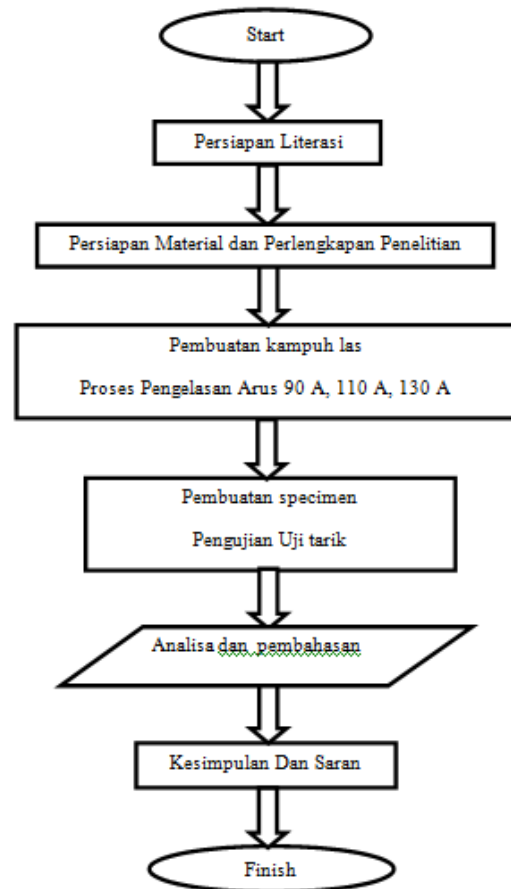 Start
Persiapan Literasi
Persiapan Material dan Perlengkapan Penelitian
Pembuatan kampuh las
Proses Pengelasan Arus 90 A, 110 A, 130 A
Pembuatan specimen
Pengujian Uji tarik
Analisa dan pembahasan
Kesimpulan Dan Saran
Finish